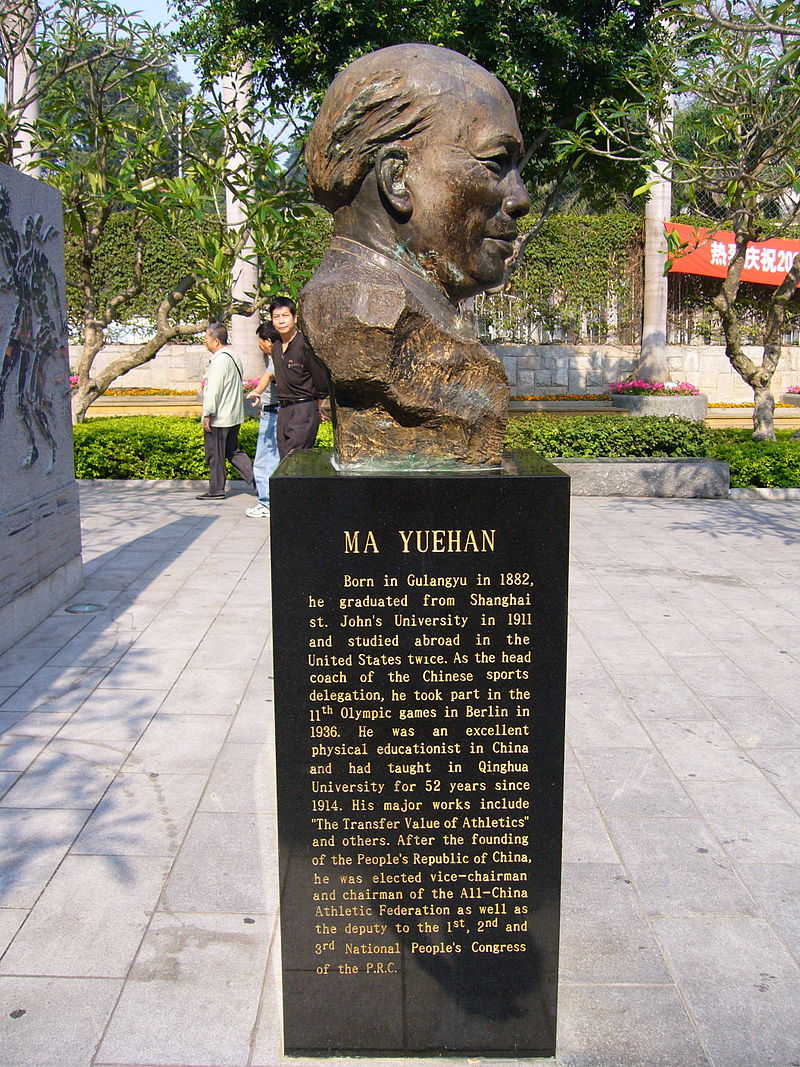 热烈庆祝20
MA YUEHAN
Born in Gulangyu in 1882,
he graduated from Shanghai
st. John's University in 1911
and studied abroad in the
United States twice. As the head
coach of the Chinese sports
delegation, he took part in the
11th Olympic games in Berlin in
1936. He was an excellent
physical educationist in China
and had taught in Qinghua
University for 52 years since
1914. His major works include
"The Transfer Value of Athletics"
and others. After the founding
of the People's Republic of China,
he was elected vice-chairman
and chairman of the All-China
Athletic Federation as well as
the deputy to the 1st, 2nd and
3rd National People's Congress
of the P.R.C.